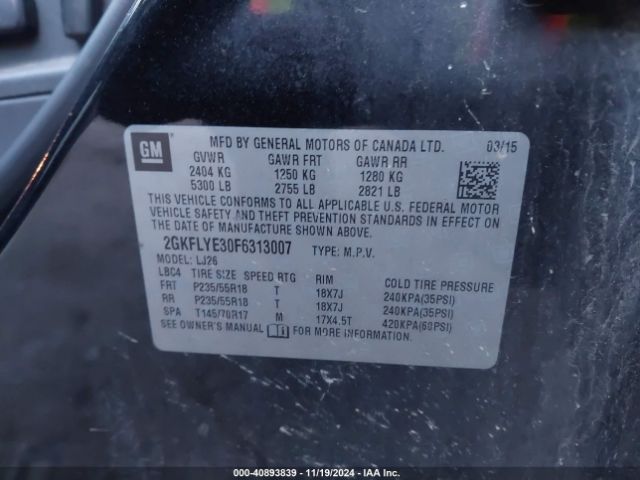 GM
MFD BY GENERAL MOTORS OF CANADA LTD. 03/15
GVWR GAWR FRT GAWR RR
2404 KG 1250 KG 1280 KG
5300 LB 2755 LB 2821 LB
THIS VEHICLE CONFORMS TO ALL APPLICABLE U.S. FEDERAL MOTOR
VEHICLE SAFETY AND THEFT PREVENTION STANDARDS IN EFFECT ON
THE DATE OF MANUFACTURE SHOWN ABOVE.
2GKFLYE30F6313007 TYPE: M.P.V.
MODEL: LJ26
LBC4 TIRE SIZE SPEED RTG RIM COLD TIRE PRESSURE
FRT P235/55R18 T 18X7J 240KPA(35PSI)
RR P235/55R18 T 18X7J 240KPA(35PSI)
SPA T145/70R17 M 17X4.5T 420KPA(60PSI)
SEE OWNER'S MANUAL FOR MORE INFORMATION.
000-40893839 - 11/19/2024 - IAAI.com